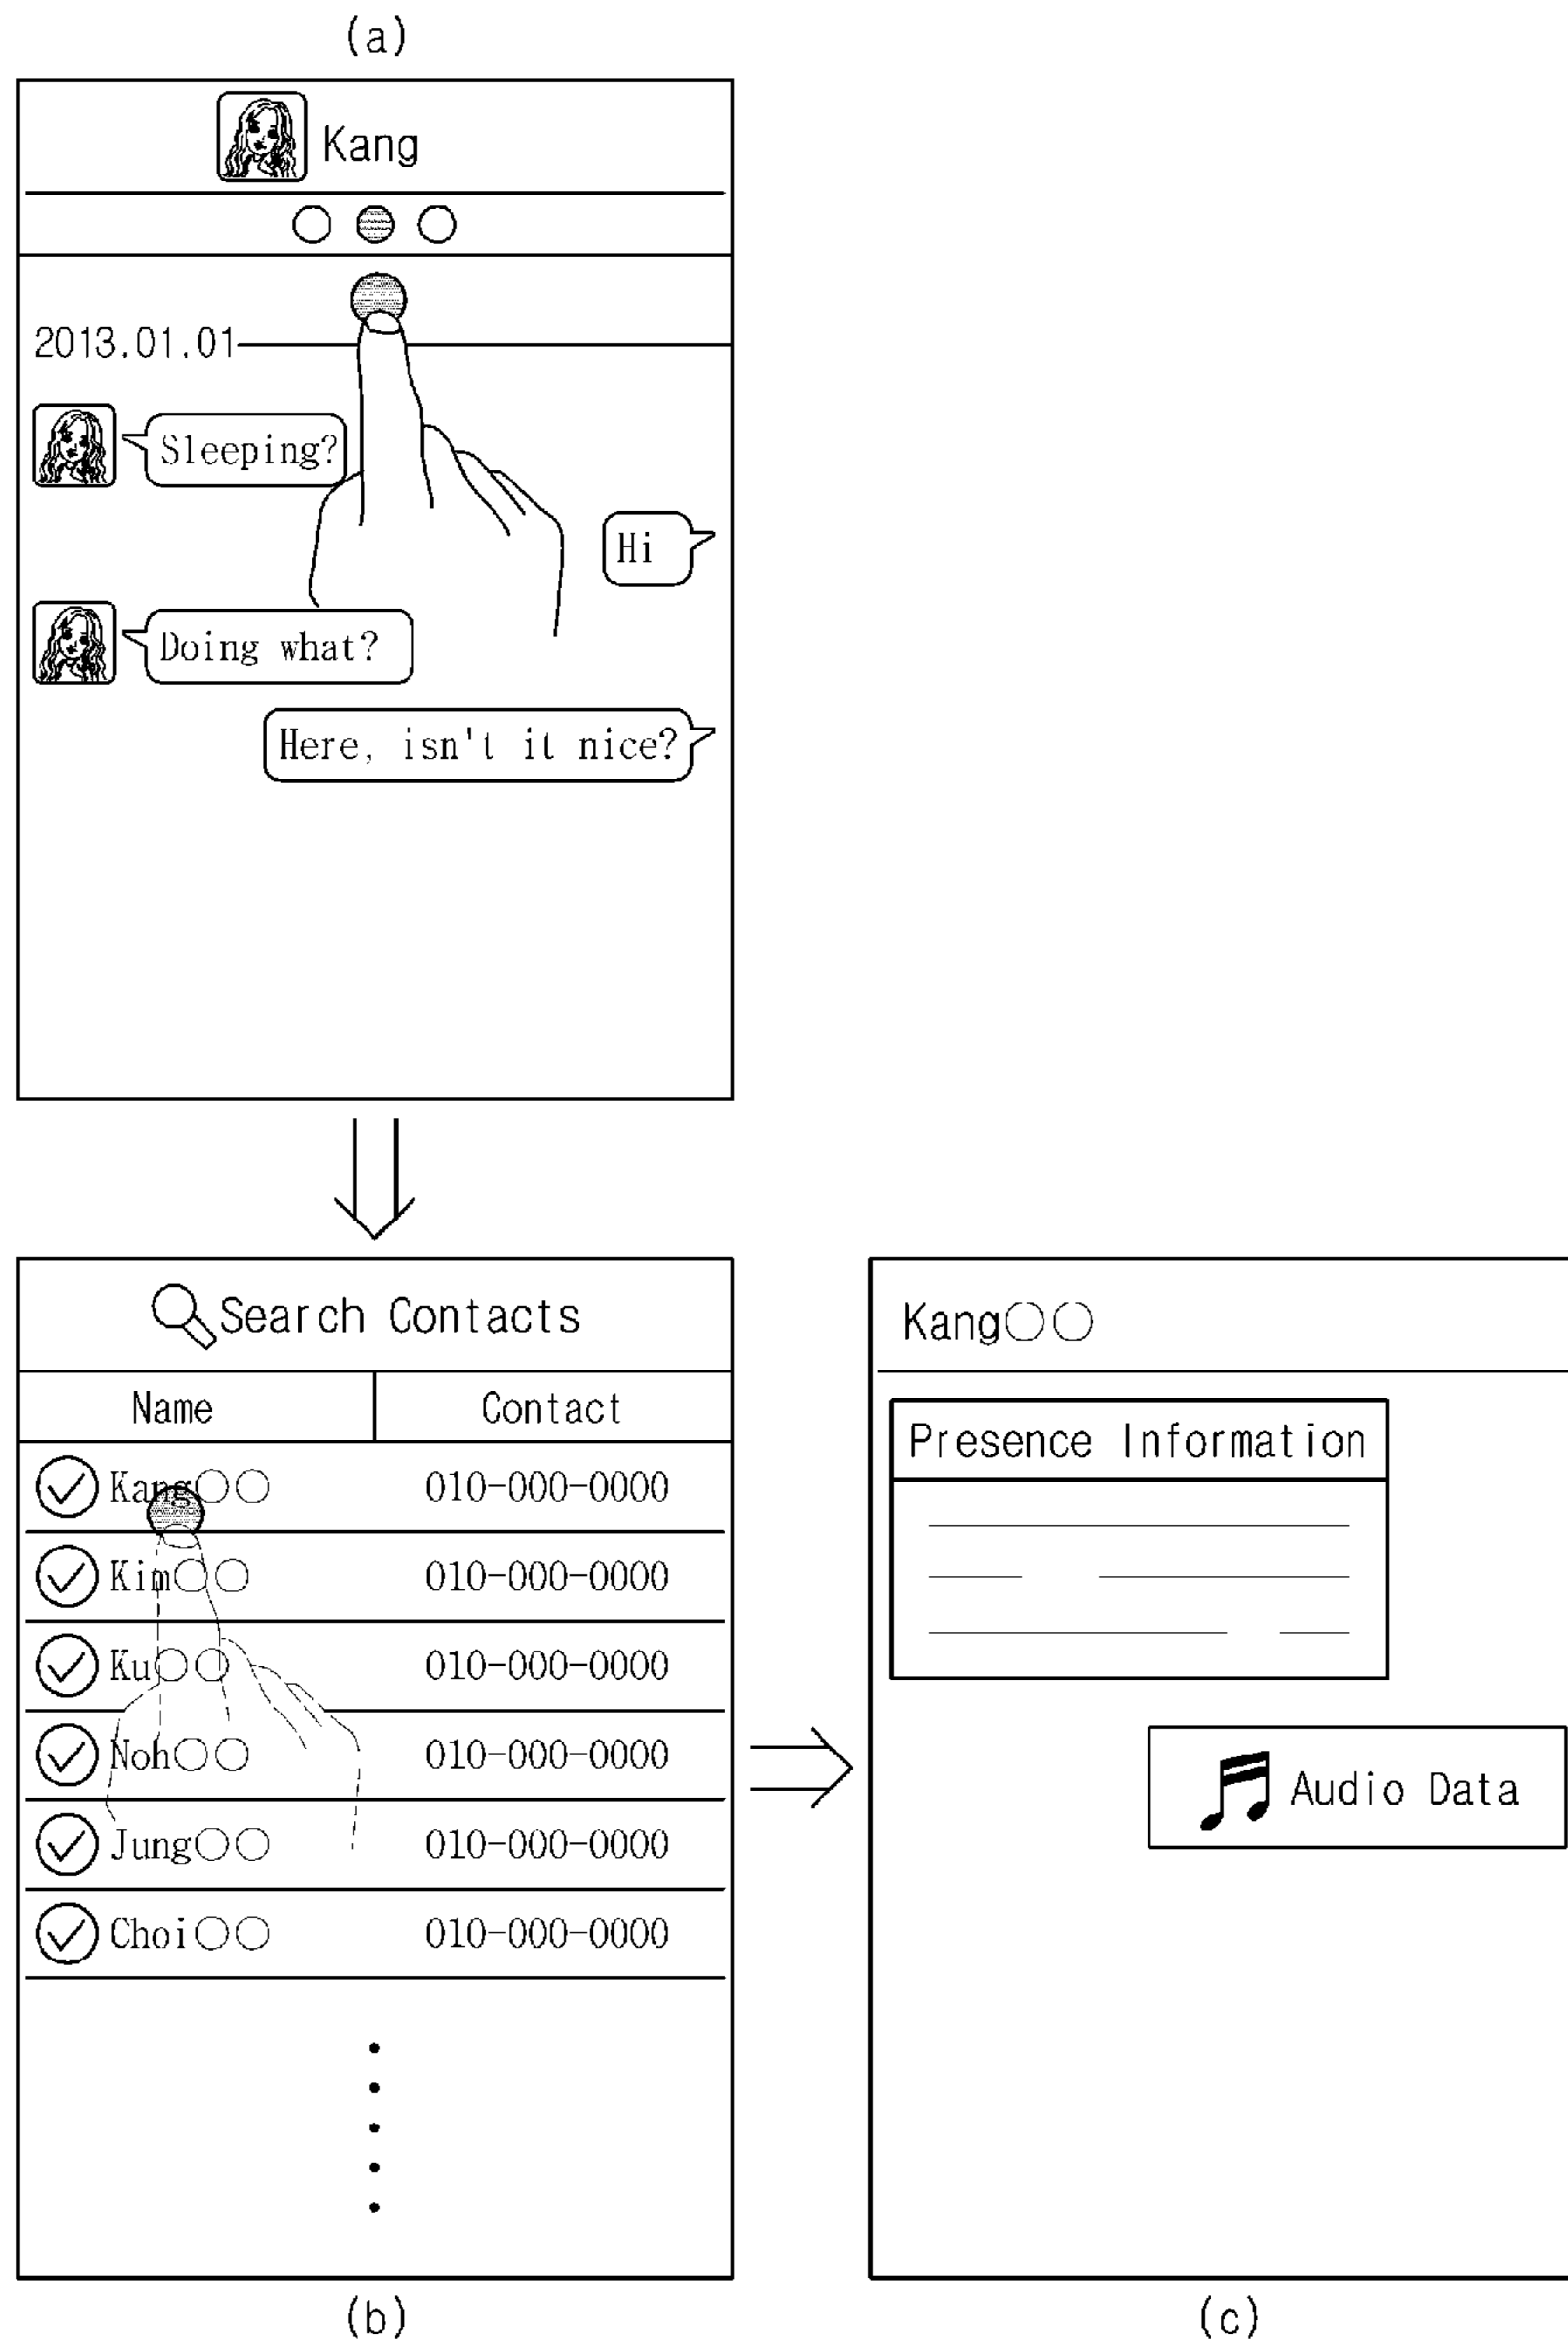 (a)
Kang
2013.01.01
Sleeping?
Hi
Doing what?
Here, isn't it nice?
Search Contacts
Name Contact
Kang○○ 010-000-0000
Kim○○ 010-000-0000
Ku○○ 010-000-0000
Noh○○ 010-000-0000
Jung○○ 010-000-0000
Choi○○ 010-000-0000
(b)
Kang○○
Presence Information
Audio Data
(c)